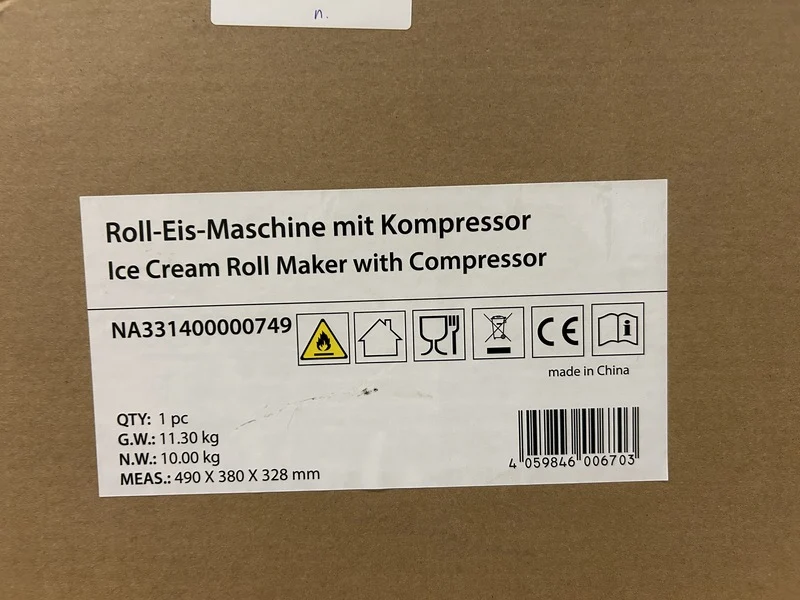 n.
Roll-Eis-Maschine mit Kompressor
Ice Cream Roll Maker with Compressor
NA331400000749
CE
made in China
QTY: 1 pc
G.W.: 11.30 kg
N.W.: 10.00 kg
MEAS.: 490 X 380 X 328 mm
4 059846 006703